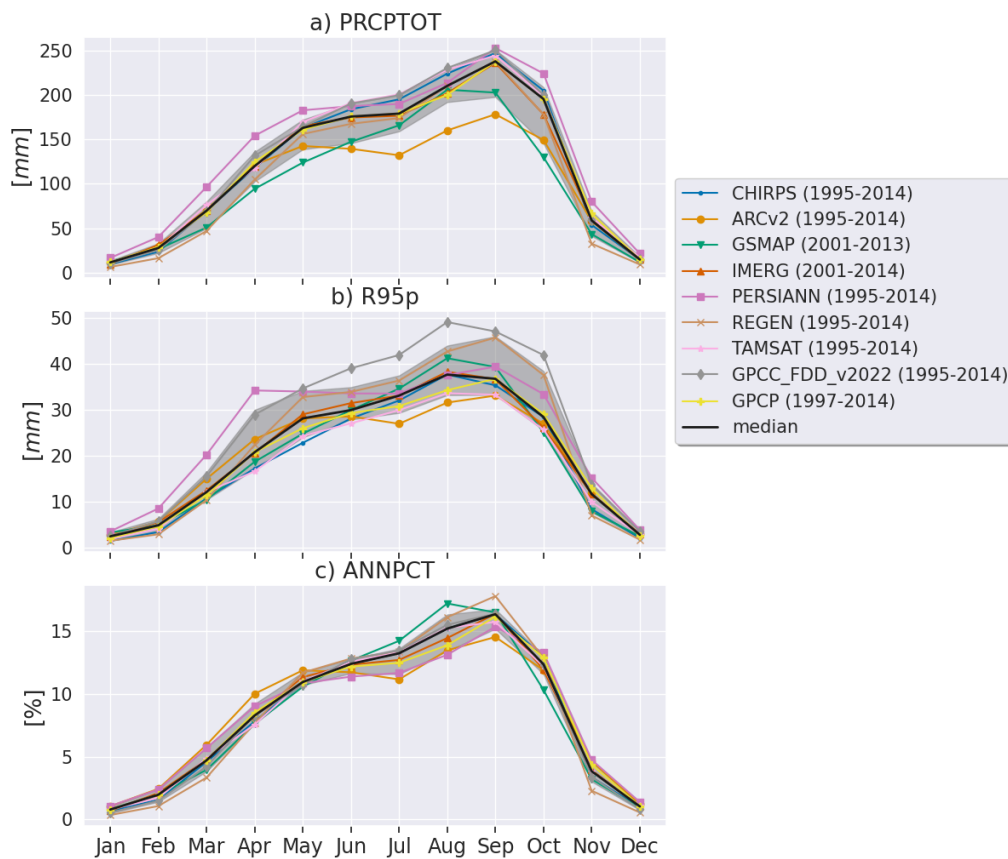 a) PRCPTOT
[mm]
250
200
150
100
50
0
b) R95p
[mm]
50
40
30
20
10
0
c) ANNPCT
[%]
15
10
5
0
Jan Feb Mar Apr May Jun Jul Aug Sep Oct Nov Dec
CHIRPS (1995-2014)
ARCv2 (1995-2014)
GSMAP (2001-2013)
IMERG (2001-2014)
PERSIANN (1995-2014)
REGEN (1995-2014)
TAMSAT (1995-2014)
GPCC_FDD_v2022 (1995-2014)
GPCP (1997-2014)
median